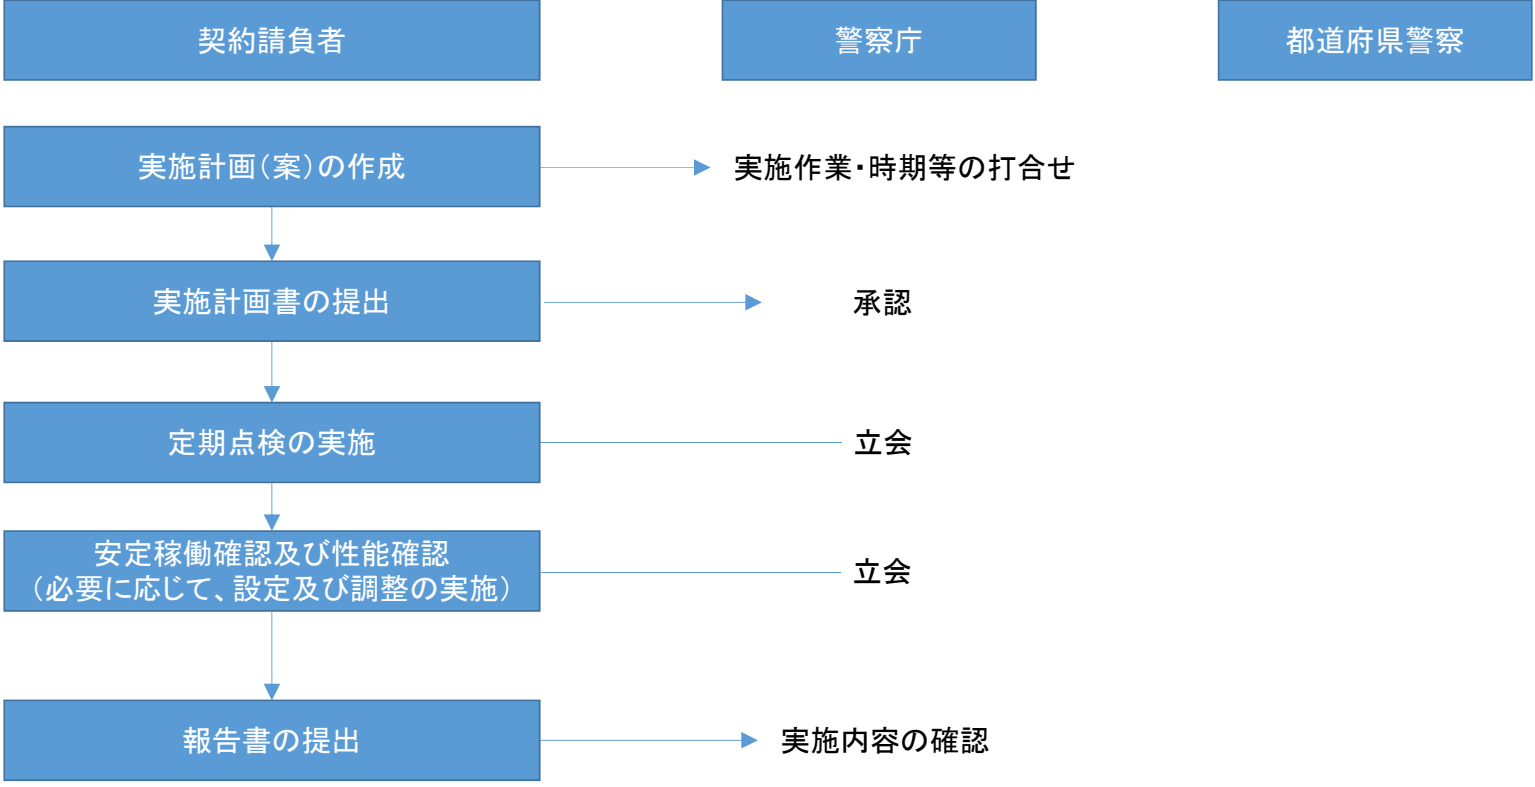 契約請負者
警察庁
都道府県警察
実施計画(案)の作成
実施作業・時期等の打合せ
実施計画書の提出
承認
定期点検の実施
立会
安定稼働確認及び性能確認
(必要に応じて、設定及び調整の実施)
立会
報告書の提出
実施内容の確認